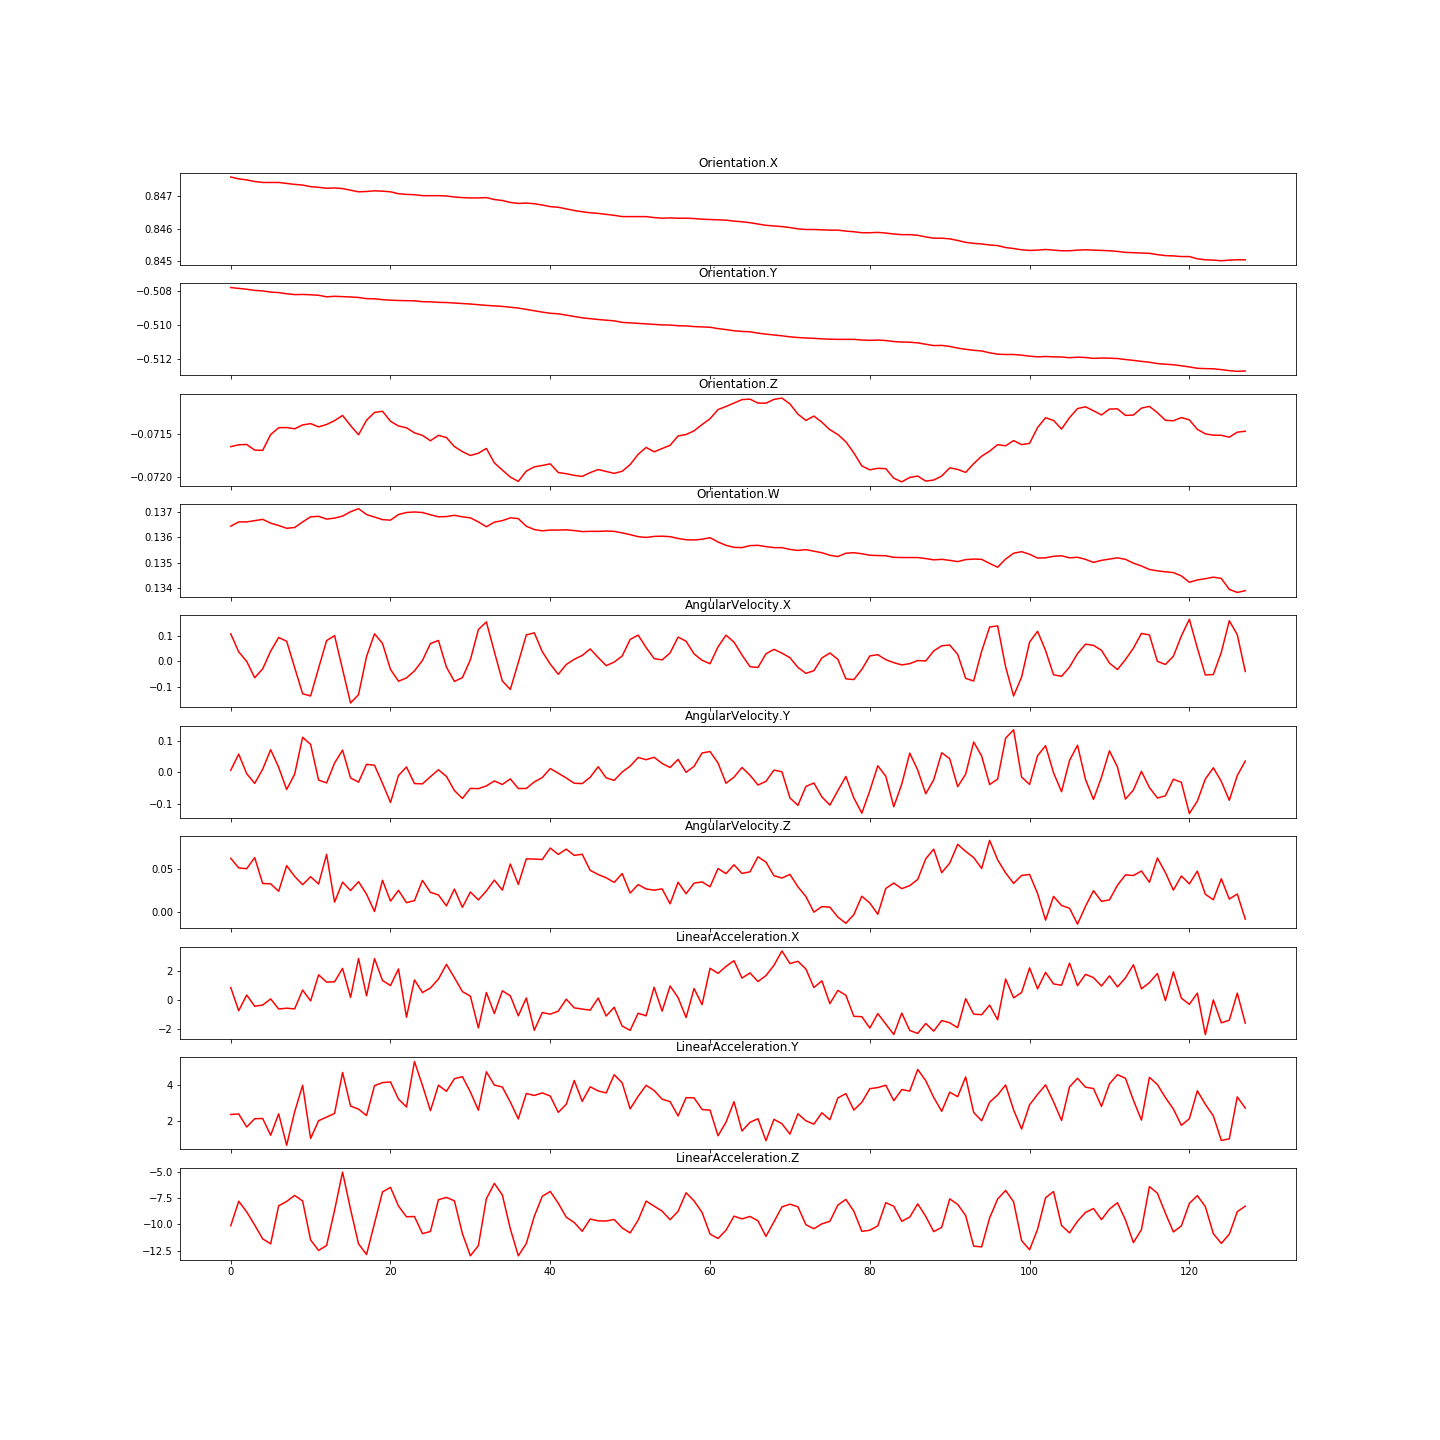 Orientation.X
0.847
0.846
0.845
Orientation.Y
−0.508
−0.510
−0.512
Orientation.Z
−0.0715
−0.0720
Orientation.W
0.137
0.136
0.135
0.134
AngularVelocity.X
0.1
0.0
−0.1
AngularVelocity.Y
0.1
0.0
−0.1
AngularVelocity.Z
0.05
0.00
LinearAcceleration.X
2
0
−2
LinearAcceleration.Y
4
2
LinearAcceleration.Z
−5.0
−7.5
−10.0
−12.5
0 20 40 60 80 100 120